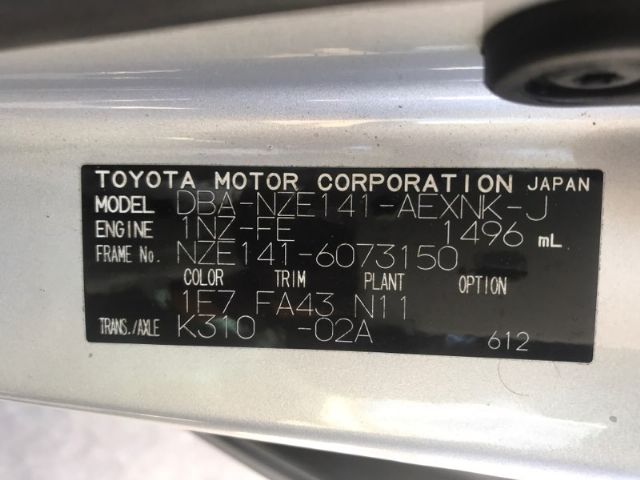 TOYOTA MOTOR CORPORATION JAPAN
MODEL DBA-NZE141-AEXNK-J
ENGINE 1NZ-FE 1496 mL
FRAME No. NZE141-6073150
COLOR TRIM PLANT OPTION
1E7 FA43 N11
TRANS./AXLE K310 -02A 612